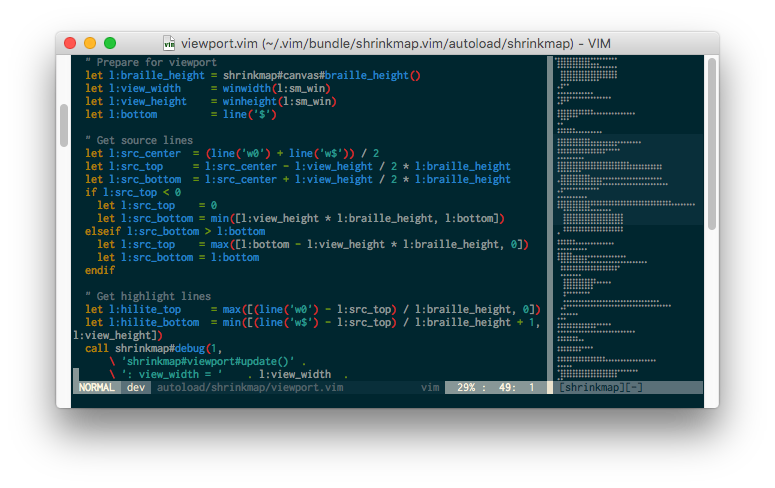 viewport.vim (~/.vim/bundle/shrinkmap.vim/autoload/shrinkmap) - VIM
" Prepare for viewport
let l:braille_height = shrinkmap#canvas#braille_height()
let l:view_width     = winwidth(l:sm_win)
let l:view_height    = winheight(l:sm_win)
let l:bottom         = line('$')
" Get source lines
let l:src_center  = (line('w0') + line('w$')) / 2
let l:src_top     = l:src_center - l:view_height / 2 * l:braille_height
let l:src_bottom  = l:src_center + l:view_height / 2 * l:braille_height
if l:src_top < 0
  let l:src_top    = 0
  let l:src_bottom = min([l:view_height * l:braille_height, l:bottom])
elseif l:src_bottom > l:bottom
  let l:src_top    = max([l:bottom - l:view_height * l:braille_height, 0])
  let l:src_bottom = l:bottom
endif
" Get highlight lines
let l:hilite_top    = max([(line('w0') - l:src_top) / l:braille_height, 0])
let l:hilite_bottom = min([(line('w$') - l:src_top) / l:braille_height + 1,
l:view_height])
call shrinkmap#debug(1,
    \ 'shrinkmap#viewport#update()' .
    \ ': view_width = '    . l:view_width  .
NORMAL dev autoload/shrinkmap/viewport.vim vim 29% : 49: 1
[shrinkmap][-]